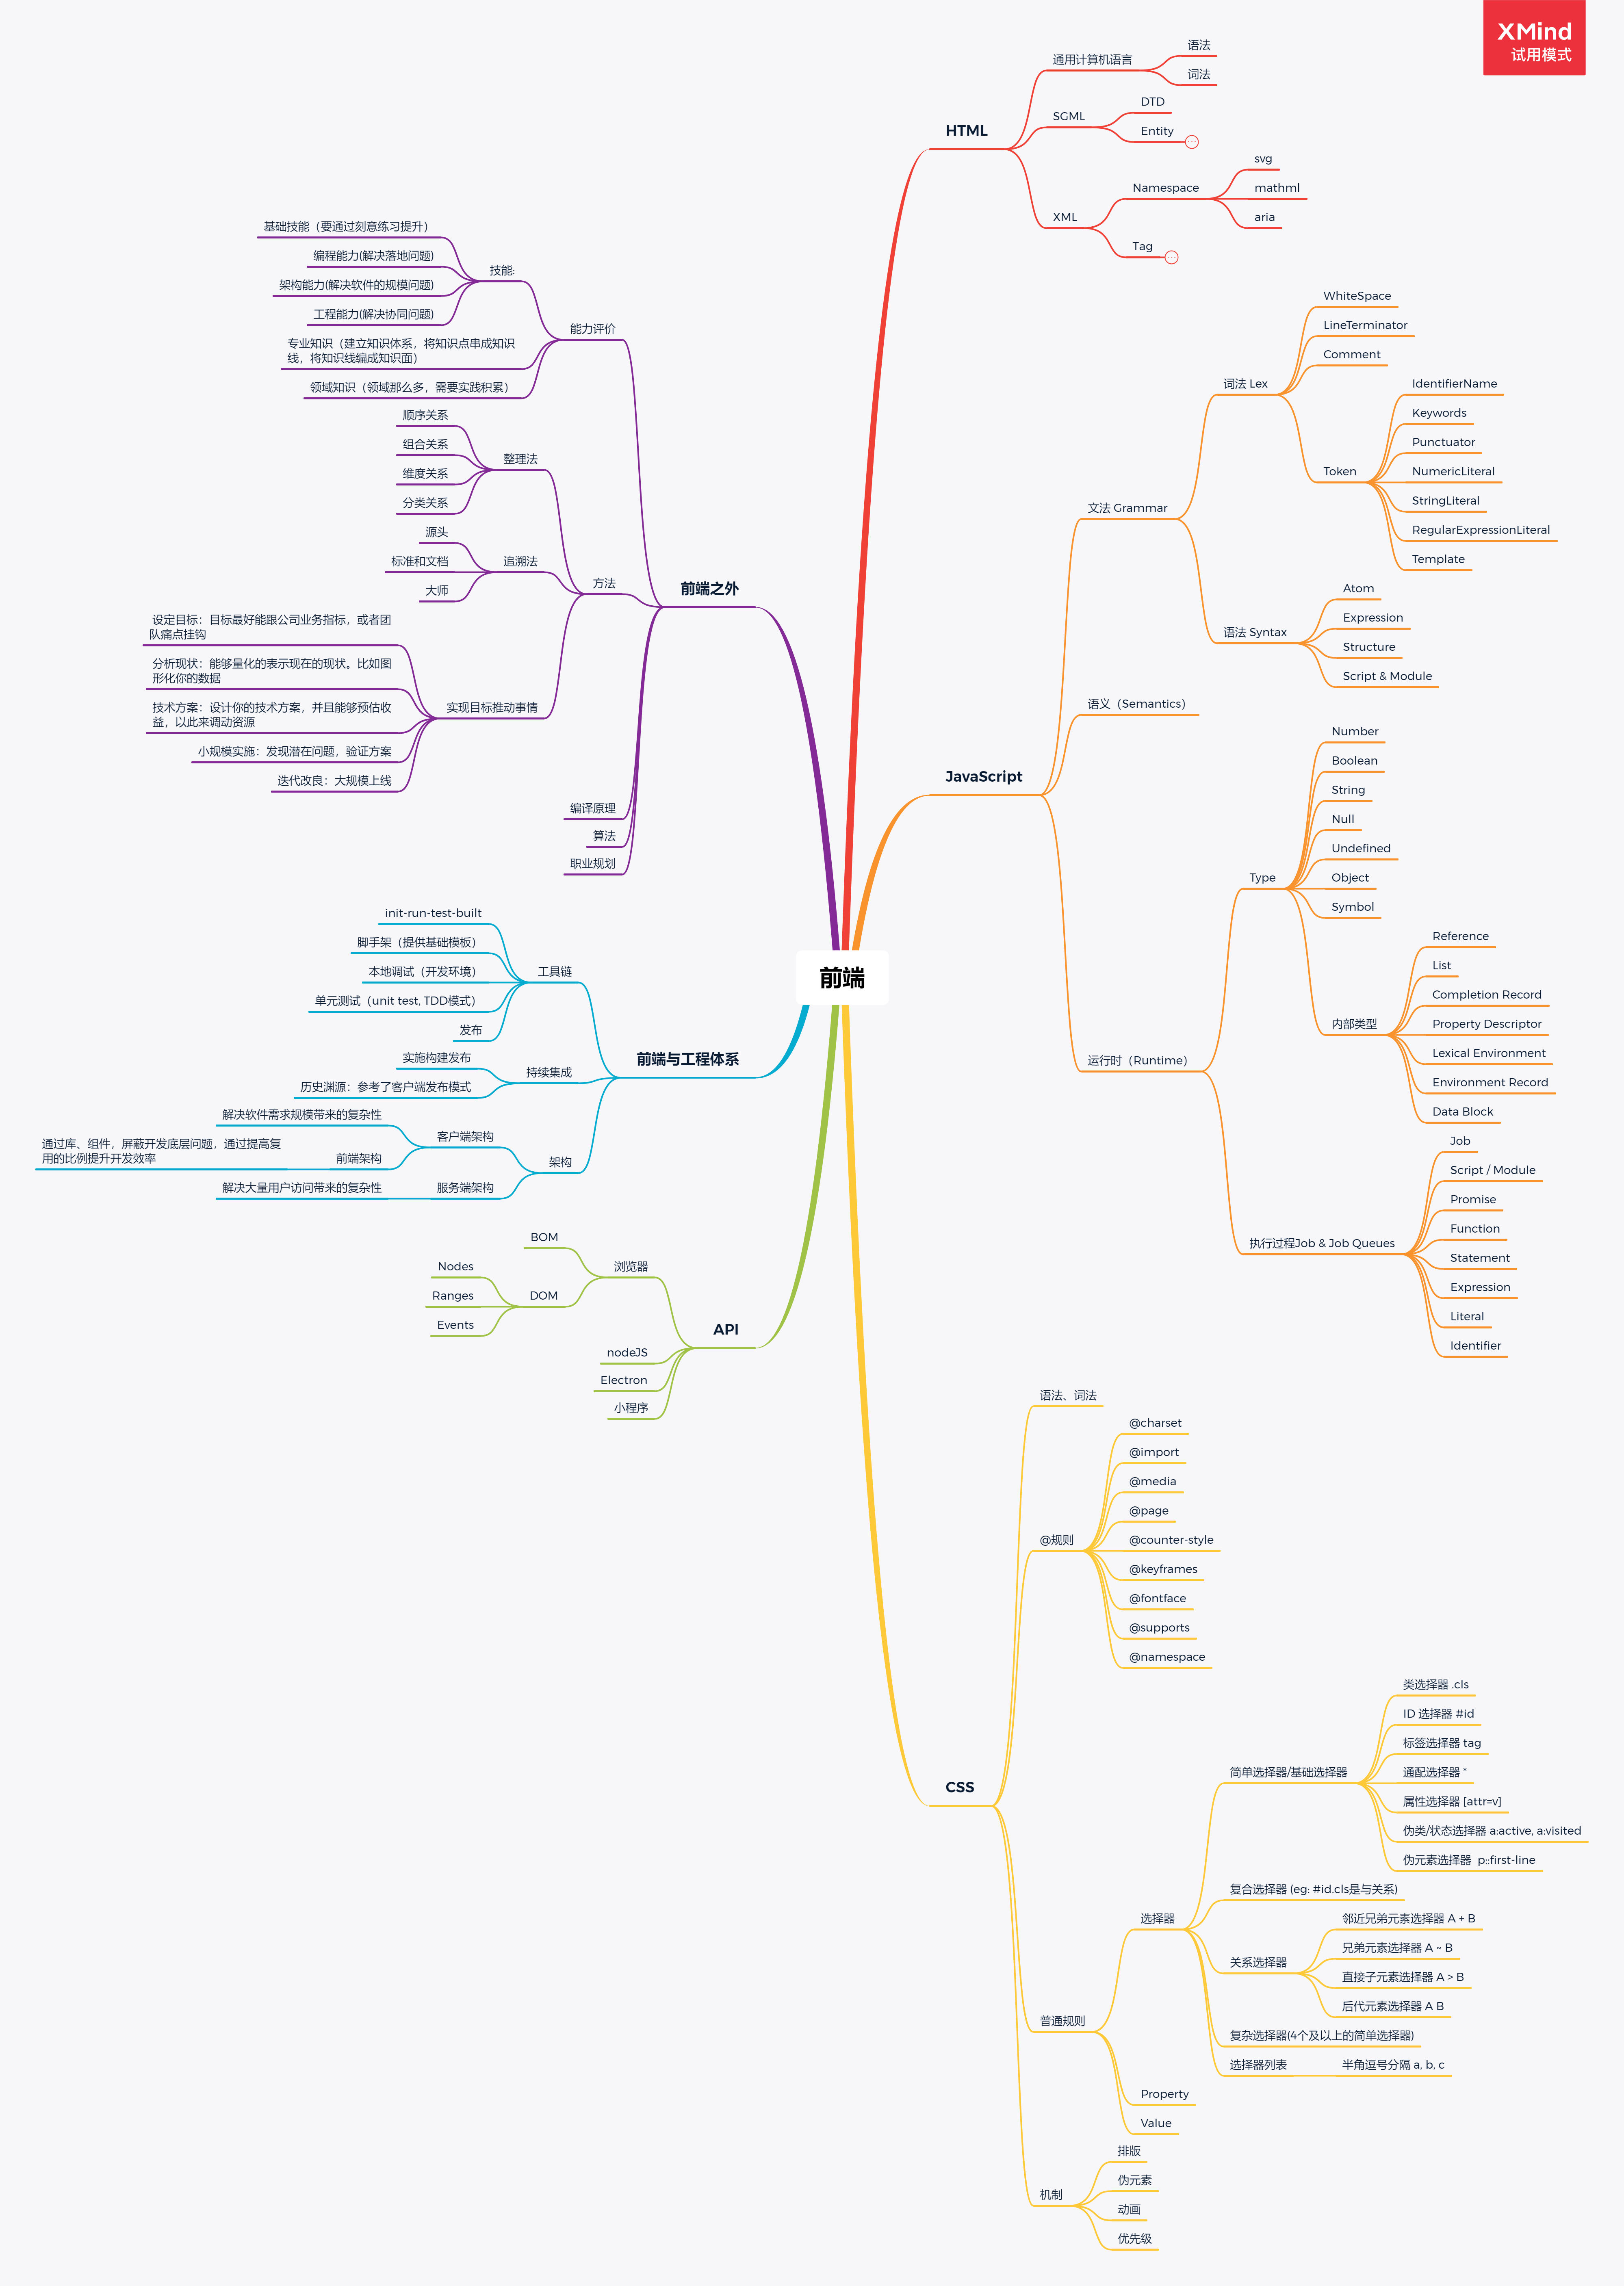 XMind
试用模式
前端
HTML
通用计算机语言
语法
词法
SGML
DTD
Entity
XML
Namespace
svg
mathml
aria
Tag
JavaScript
文法 Grammar
词法 Lex
WhiteSpace
LineTerminator
Comment
Token
IdentifierName
Keywords
Punctuator
NumericLiteral
StringLiteral
RegularExpressionLiteral
Template
语法 Syntax
Atom
Expression
Structure
Script & Module
语义（Semantics）
运行时（Runtime）
Type
Number
Boolean
String
Null
Undefined
Object
Symbol
内部类型
Reference
List
Completion Record
Property Descriptor
Lexical Environment
Environment Record
Data Block
执行过程Job & Job Queues
Job
Script / Module
Promise
Function
Statement
Expression
Literal
Identifier
CSS
语法、词法
@规则
@charset
@import
@media
@page
@counter-style
@keyframes
@fontface
@supports
@namespace
普通规则
选择器
简单选择器/基础选择器
类选择器 .cls
ID 选择器 #id
标签选择器 tag
通配选择器 *
属性选择器 [attr=v]
伪类/状态选择器 a:active, a:visited
伪元素选择器 p::first-line
复合选择器 (eg: #id.cls是与关系)
关系选择器
邻近兄弟元素选择器 A + B
兄弟元素选择器 A ~ B
直接子元素选择器 A > B
后代元素选择器 A B
复杂选择器(4个及以上的简单选择器)
选择器列表
半角逗号分隔 a, b, c
Property
Value
机制
排版
伪元素
动画
优先级
前端之外
能力评价
技能:
基础技能（要通过刻意练习提升）
编程能力(解决落地问题)
架构能力(解决软件的规模问题)
工程能力(解决协同问题)
专业知识（建立知识体系，将知识点串成知识
线，将知识线编成知识面）
领域知识（领域那么多，需要实践积累）
方法
整理法
顺序关系
组合关系
维度关系
分类关系
追溯法
源头
标准和文档
大师
实现目标推动事情
设定目标：目标最好能跟公司业务指标，或者团
队痛点挂钩
分析现状：能够量化的表示现在的现状。比如图
形化你的数据
技术方案：设计你的技术方案，并且能够预估收
益，以此来调动资源
小规模实施：发现潜在问题，验证方案
迭代改良：大规模上线
编译原理
算法
职业规划
前端与工程体系
工具链
init-run-test-built
脚手架（提供基础模板）
本地调试（开发环境）
单元测试（unit test, TDD模式）
发布
持续集成
实施构建发布
历史渊源：参考了客户端发布模式
架构
客户端架构
解决软件需求规模带来的复杂性
前端架构
通过库、组件，屏蔽开发底层问题，通过提高复
用的比例提升开发效率
服务端架构
解决大量用户访问带来的复杂性
API
浏览器
BOM
DOM
Nodes
Ranges
Events
nodeJS
Electron
小程序